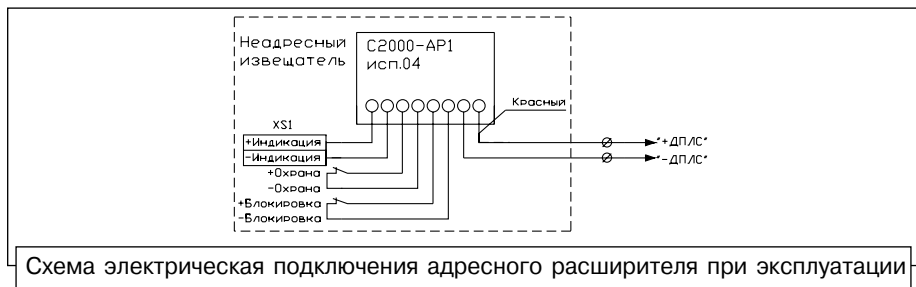 Неадресный
извещатель
С2000-АР1
исп.04
Красный
XS1
+Индикация
-Индикация
+Охрана
-Охрана
+Блокировка
-Блокировка
"+ДПЛС"
"-ДПЛС"
Схема электрическая подключения адресного расширителя при эксплуатации